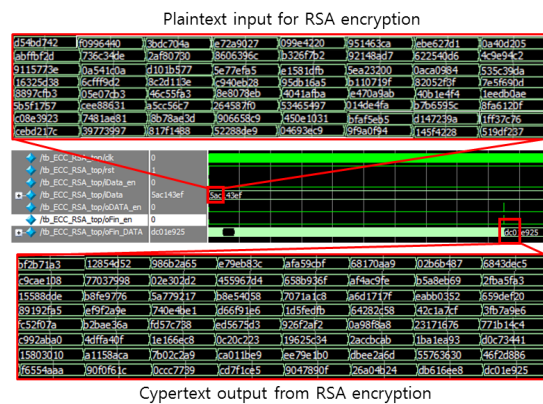 Plaintext input for RSA encryption
d54bd742 f0996440 3bdc704a e72a9027 099e4220 951463ca ebe627d1 0a40d205
abffbf2d 736c34de 2af80730 8606396c b326f7b2 92148ad7 622540d6 4c9e94c2
9115773e 0a541c0a d101b577 5e77efa5 e1581dfb 5ea23200 0aca0984 535c39da
16325d38 6cfff9d2 8c2d113e c940eb28 95db16a5 b110719f 82052f3f 7e5f690d
8897cfb3 05e07cb3 46c55fa3 8e8078eb 4041afba e470a9ab 40b1e4f4 1eedb0ae
5b5f1757 cee88631 a5cc56c7 264587f0 53465497 014de4fa b7b6595c 8fa6120f
c08e3923 7481ae81 8b78ae3d 906658c9 450e1031 bfaf5eb5 d147239a 1ff37c76
cebd217c 39773997 817f1488 52288de9 04693ec9 9f9a0f94 145f4228 519df237
/tb_ECC_RSA_top/clk 0
/tb_ECC_RSA_top/rst 0
/tb_ECC_RSA_top/iData_en 0
/tb_ECC_RSA_top/iData 5ac143ef 5ac143ef
/tb_ECC_RSA_top/oDATA_en 0
/tb_ECC_RSA_top/oFin_en 0
/tb_ECC_RSA_top/oFin_DATA dc01e925 dc01e925
bf2b71a3 12854d52 986b2a65 e79eb83c afa59cbf 68170aa9 02b6b487 6843dec5
c9cae108 77037998 02e302d2 455967d4 658b936f af4ac9fe b5a8eb69 2fba5fa3
15588dde b8fe9776 5a779217 b8e54058 7071a1c8 a6d1717f eabb0352 659def20
89192fa5 ef9f2a9e 740e4be1 d66f91e6 1d5fedfb 64282c58 42c1a7cf 3fb7a9e6
fc52f07a b2bae36a fd57c738 ed5675d3 926f2af2 0a98f8a8 23171676 771b14c4
c992aba0 4dffa40f 1e166ec8 0c20c223 19625c34 2accbcab 1ba1ea93 d0c73441
15803010 a1158aca 7b02c2a9 ca011be9 ee79e1b0 dbee2a6d 55763630 46f2d886
f6554aaa 90f0f61c 0ccc7739 cd7f1ce5 9047890f 26a04b24 db616ee8 dc01e925
Cypertext output from RSA encryption